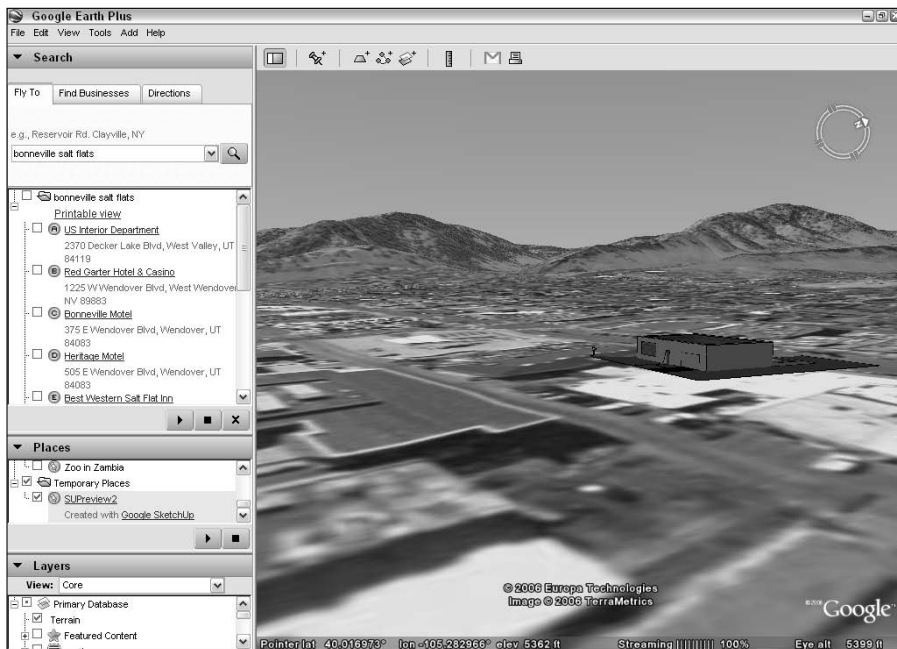 Google Earth Plus
File Edit View Tools Add Help
Search
Fly To Find Businesses Directions
e.g., Reservoir Rd. Clayville, NY
bonneville salt flats
bonneville salt flats
Printable view
A US Interior Department
2370 Decker Lake Blvd, West Valley, UT
84119
B Red Garter Hotel & Casino
1225 W Wendover Blvd, West Wendover
NV 89883
C Bonneville Motel
375 E Wendover Blvd, Wendover, UT
84083
D Heritage Motel
505 E Wendover Blvd, Wendover, UT
84083
E Best Western Salt Flat Inn
Places
Zoo in Zambia
Temporary Places
SUPreview2
Created with Google SketchUp
Layers
View: Core
Primary Database
Terrain
Featured Content
N
© 2006 Europa Technologies
Image © 2006 TerraMetrics
©2006 Google™
Pointer lat 40.016973° lon -105.282966° elev 5362 ft Streaming |||||||||| 100% Eye alt 5399 ft